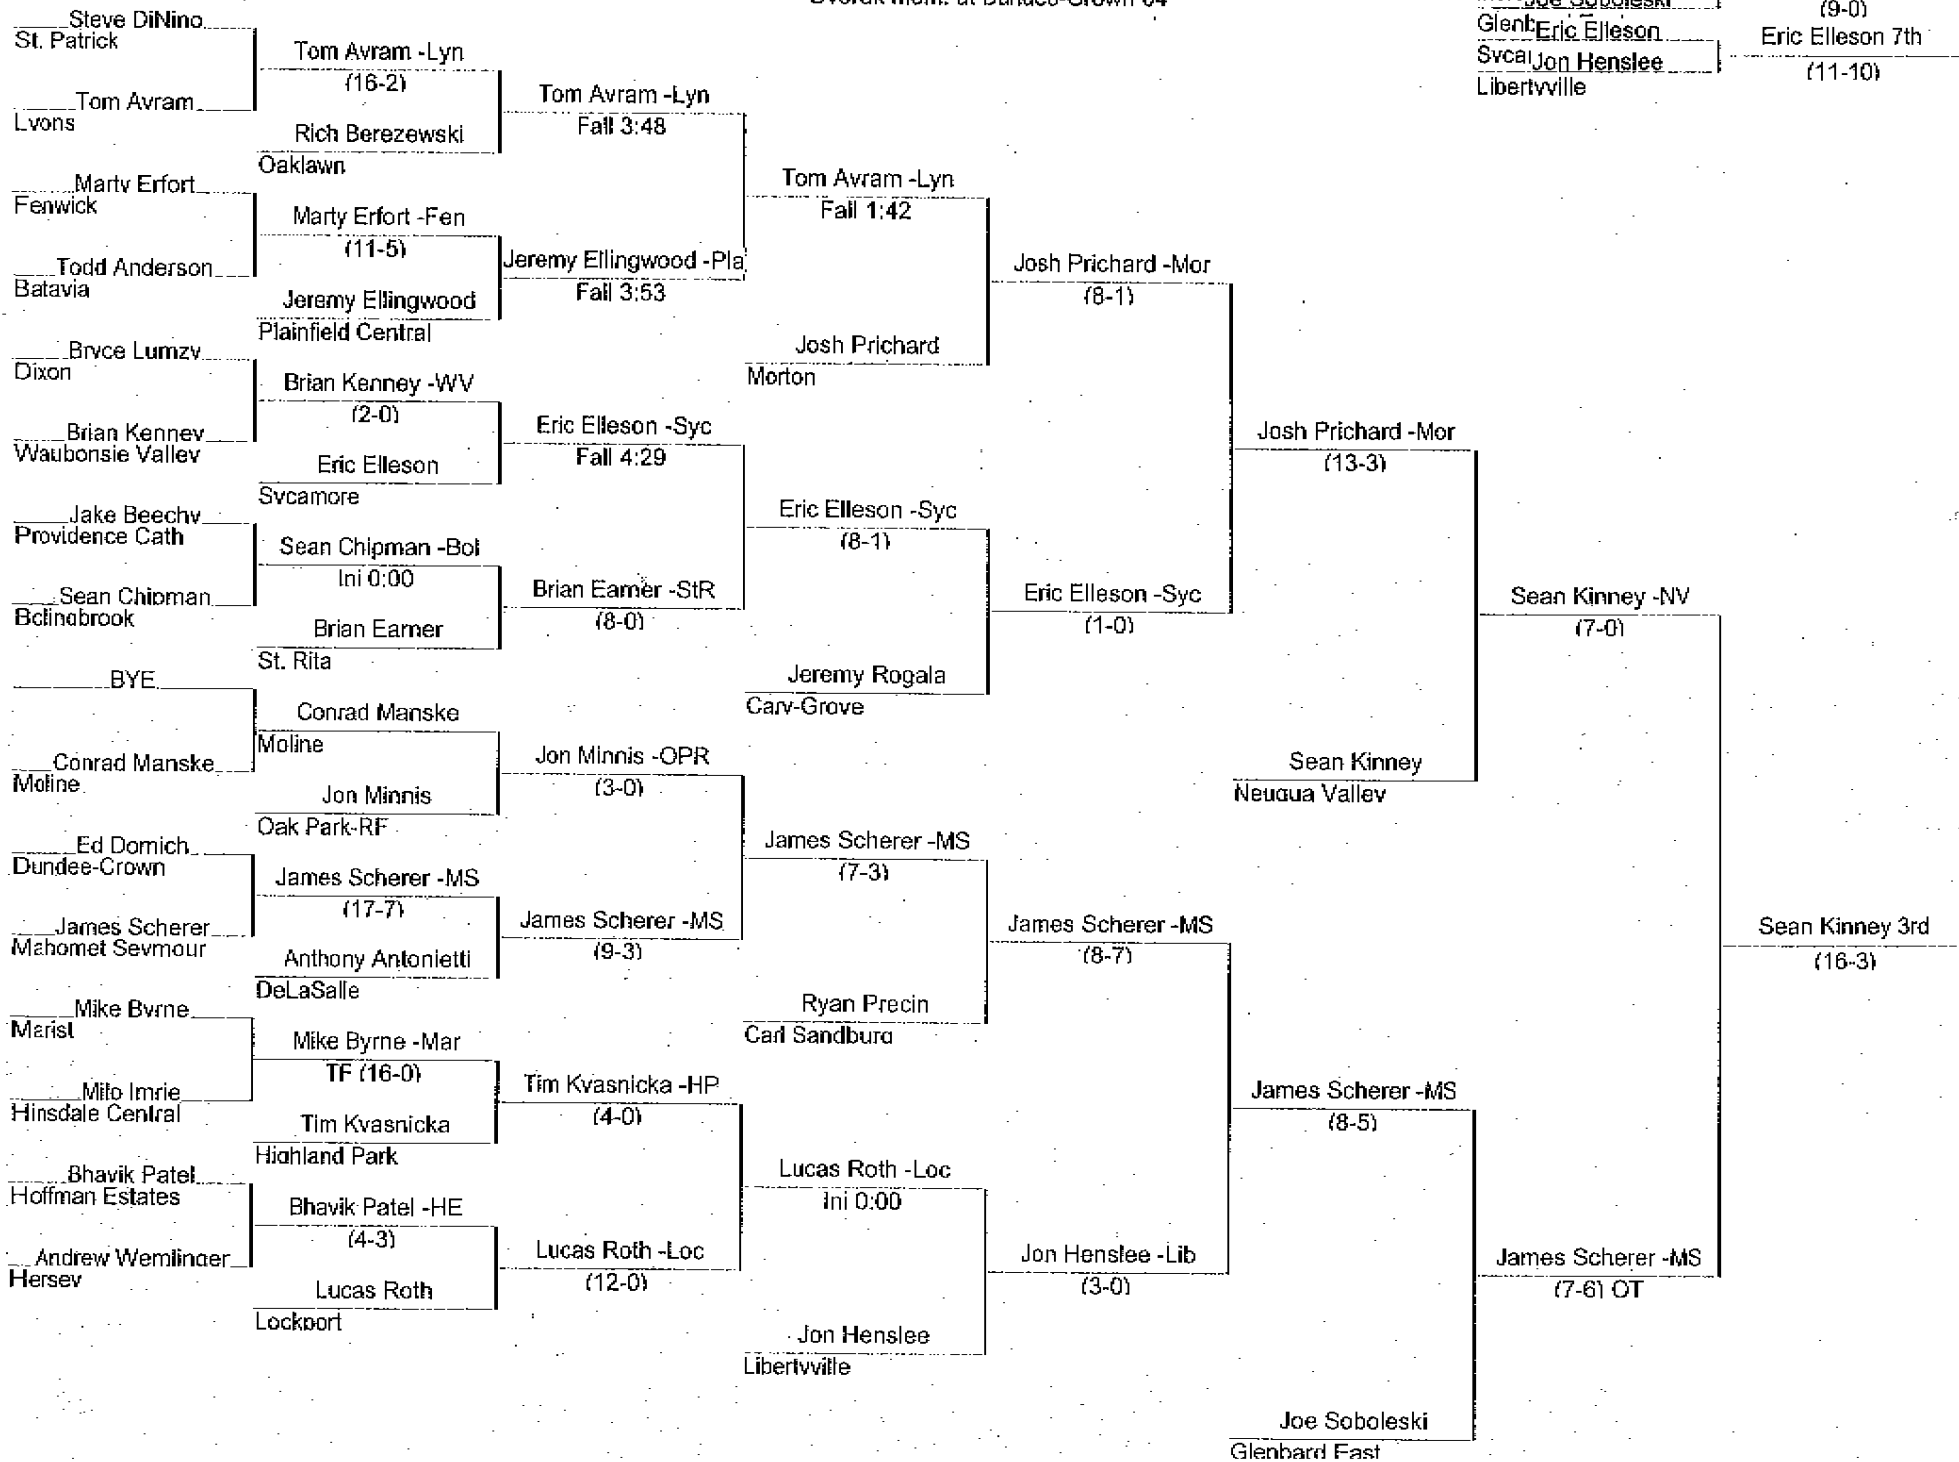 Dvorak Mem. at Dundee-Crown 04
Joe Soboleski
(9-0)
Glenb
Eric Elleson
Eric Elleson 7th
Sycal
Jon Henslee
(11-10)
Libertyville
Steve DiNino
St. Patrick
Tom Avram
Lyons
Marty Erfort
Fenwick
Todd Anderson
Batavia
Bryce Lumzy
Dixon
Brian Kenney
Waubonsie Valley
Jake Beechy
Providence Cath
Sean Chipman
Bolingbrook
BYE
Conrad Manske
Moline
Ed Domich
Dundee-Crown
James Scherer
Mahomet Seymour
Mike Byrne
Marist
Milo Imrie
Hinsdale Central
Bhavik Patel
Hoffman Estates
Andrew Wemlinger
Hersey
Tom Avram -Lyn
(16-2)
Rich Berezewski
Oaklawn
Marty Erfort -Fen
(11-5)
Jeremy Ellingwood
Plainfield Central
Brian Kenney -WV
(2-0)
Eric Elleson
Sycamore
Sean Chipman -Bol
Inj 0:00
Brian Earner
St. Rita
Conrad Manske
Moline
Jon Minnis
Oak Park-RF
James Scherer -MS
(17-7)
Anthony Antonietti
DeLaSalle
Mike Byrne -Mar
TF (16-0)
Tim Kvasnicka
Highland Park
Bhavik Patel -HE
(4-3)
Lucas Roth
Lockport
Tom Avram -Lyn
Fall 3:48
Jeremy Ellingwood -Pla
Fall 3:53
Eric Elleson -Syc
Fall 4:29
Brian Earner -StR
(8-0)
Jon Minnis -OPR
(3-0)
James Scherer -MS
(9-3)
Tim Kvasnicka -HP
(4-0)
Lucas Roth -Loc
(12-0)
Tom Avram -Lyn
Fall 1:42
Josh Prichard
Morton
Eric Elleson -Syc
(8-1)
Jeremy Rogala
Cary-Grove
James Scherer -MS
(7-3)
Ryan Precin
Carl Sandburg
Lucas Roth -Loc
Inj 0:00
Jon Henslee
Libertyville
Josh Prichard -Mor
(8-1)
Eric Elleson -Syc
(1-0)
James Scherer -MS
(8-7)
Jon Henslee -Lib
(3-0)
Josh Prichard -Mor
(13-3)
Sean Kinney
Neuqua Valley
James Scherer -MS
(8-5)
Joe Soboleski
Glenbard East
Sean Kinney -NV
(7-0)
James Scherer -MS
(7-6) OT
Sean Kinney 3rd
(16-3)